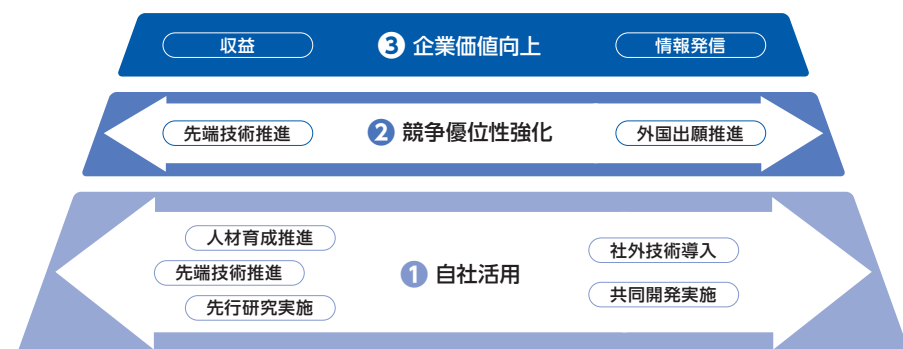 収益 ❸ 企業価値向上 情報発信
先端技術推進 ❷ 競争優位性強化 外国出願推進
人材育成推進
社外技術導入
先端技術推進 ❶ 自社活用
共同開発実施
先行研究実施